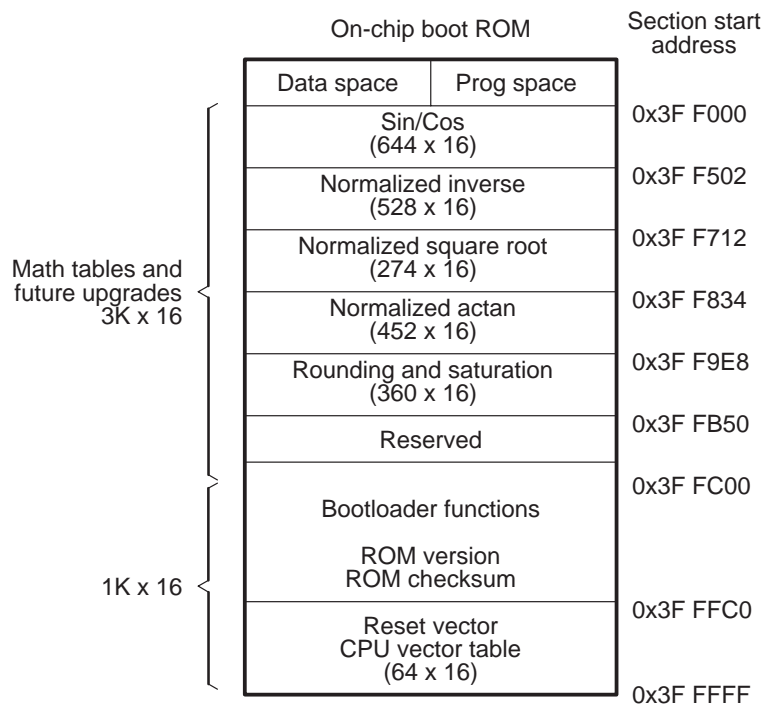 On-chip boot ROM
Section start
address
Data space
Prog space
0x3F F000
Sin/Cos
(644 x 16)
0x3F F502
Normalized inverse
(528 x 16)
0x3F F712
Normalized square root
(274 x 16)
Math tables and
future upgrades
3K x 16
0x3F F834
Normalized actan
(452 x 16)
0x3F F9E8
Rounding and saturation
(360 x 16)
0x3F FB50
Reserved
0x3F FC00
Bootloader functions
ROM version
ROM checksum
1K x 16
0x3F FFC0
Reset vector
CPU vector table
(64 x 16)
0x3F FFFF